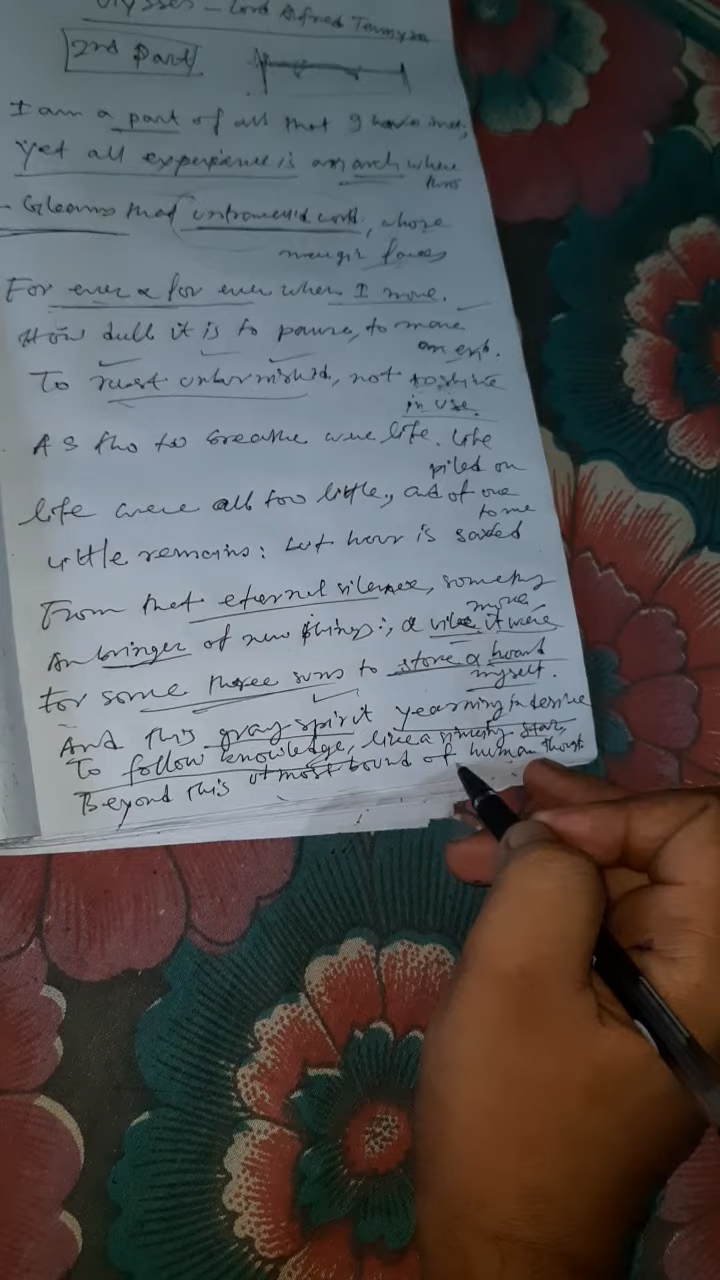 Ulysses - Lord Alfred Tennyson
2nd Part
I am a part of all that I have met,
Yet all experience is an arch where
thro
Gleams that untravell'd world, whose
margin fades
For ever & for ever when I move.
How dull it is to pause, to make
an end.
To rust unburnished, not to shine
in use.
As tho to breathe were life. Life
piled on
life were all too little, and of one
to me
little remains: but hour is saved
From that eternal silence, something
more,
An bringer of new things; & vile it were
For some three suns to store & hoard
myself.
And this gray spirit yearning in desire
To follow knowledge, like a sinking star,
Beyond this utmost bound of human thought